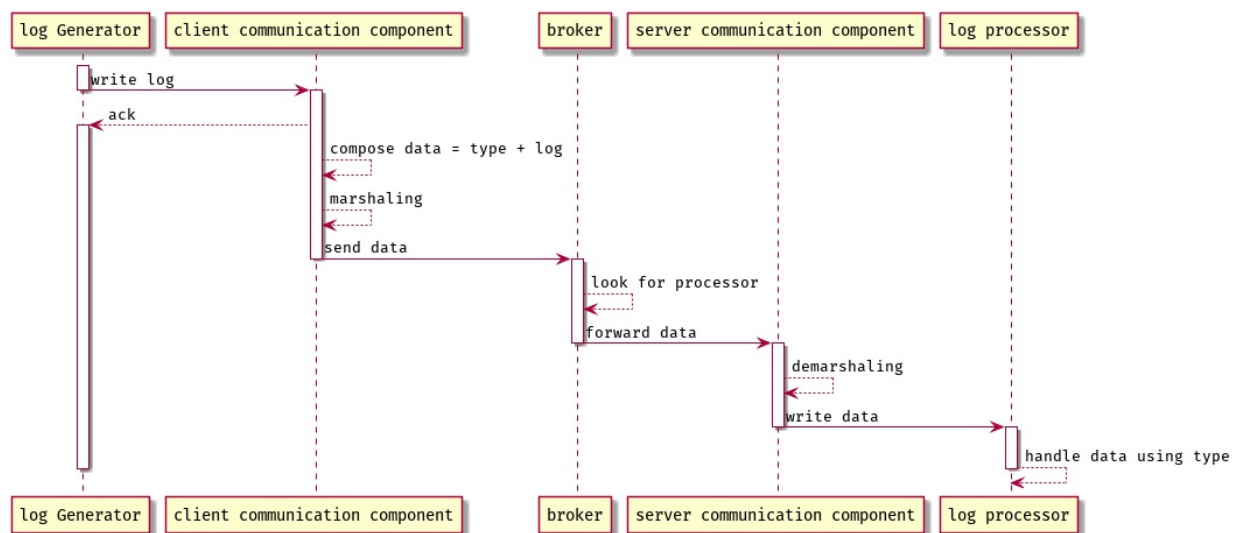 log Generator
client communication component
broker
server communication component
log processor
write log
ack
compose data = type + log
marshaling
send data
look for processor
forward data
demarshaling
write data
handle data using type
log Generator
client communication component
broker
server communication component
log processor